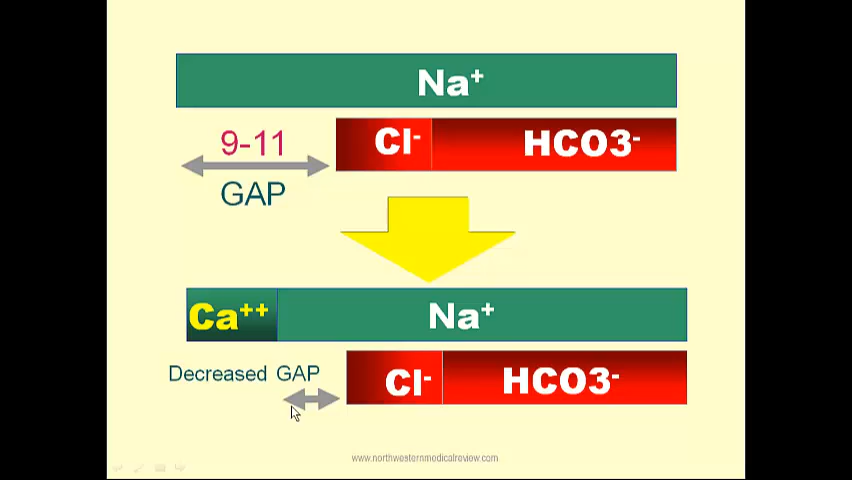 Na+
9-11
Cl-
HCO3-
GAP
Ca++
Na+
Decreased GAP
Cl-
HCO3-
www.northwesternmedicalreview.com